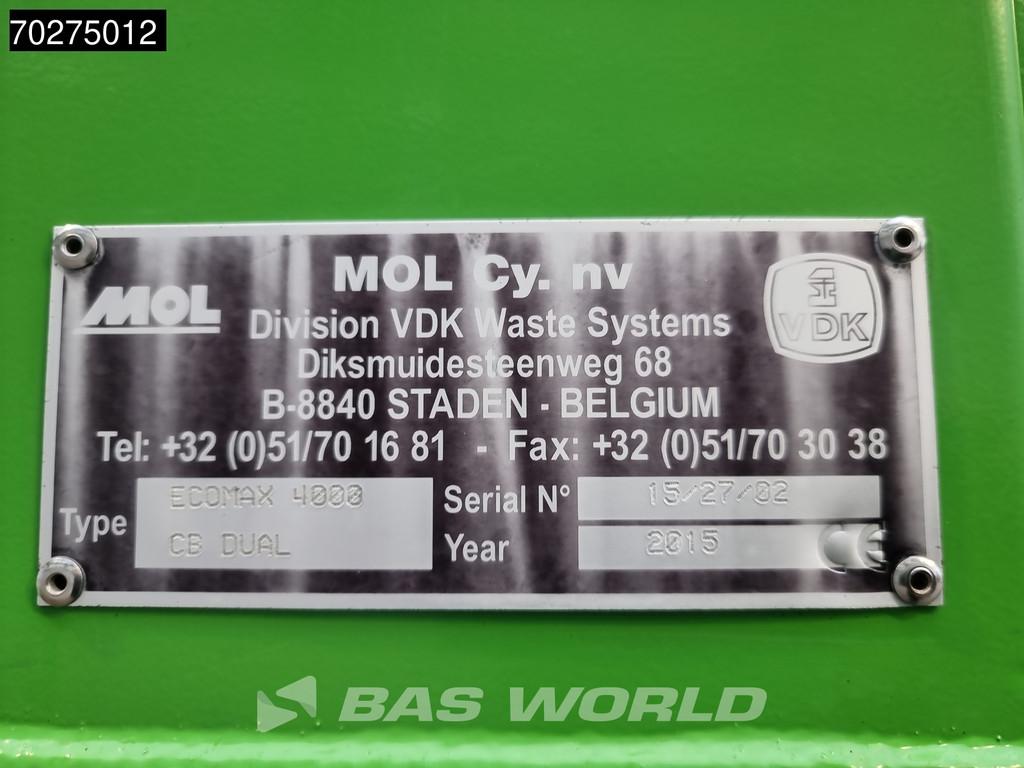 70275012
MOL Cy. nv
MOL
Division VDK Waste Systems
VDK
Diksmuidesteenweg 68
B-8840 STADEN - BELGIUM
Tel: +32 (0)51/70 16 81 - Fax: +32 (0)51/70 30 38
Type ECOMAX 4000 Serial N° 15/27/02
CB DUAL Year 2015 CE
BAS WORLD